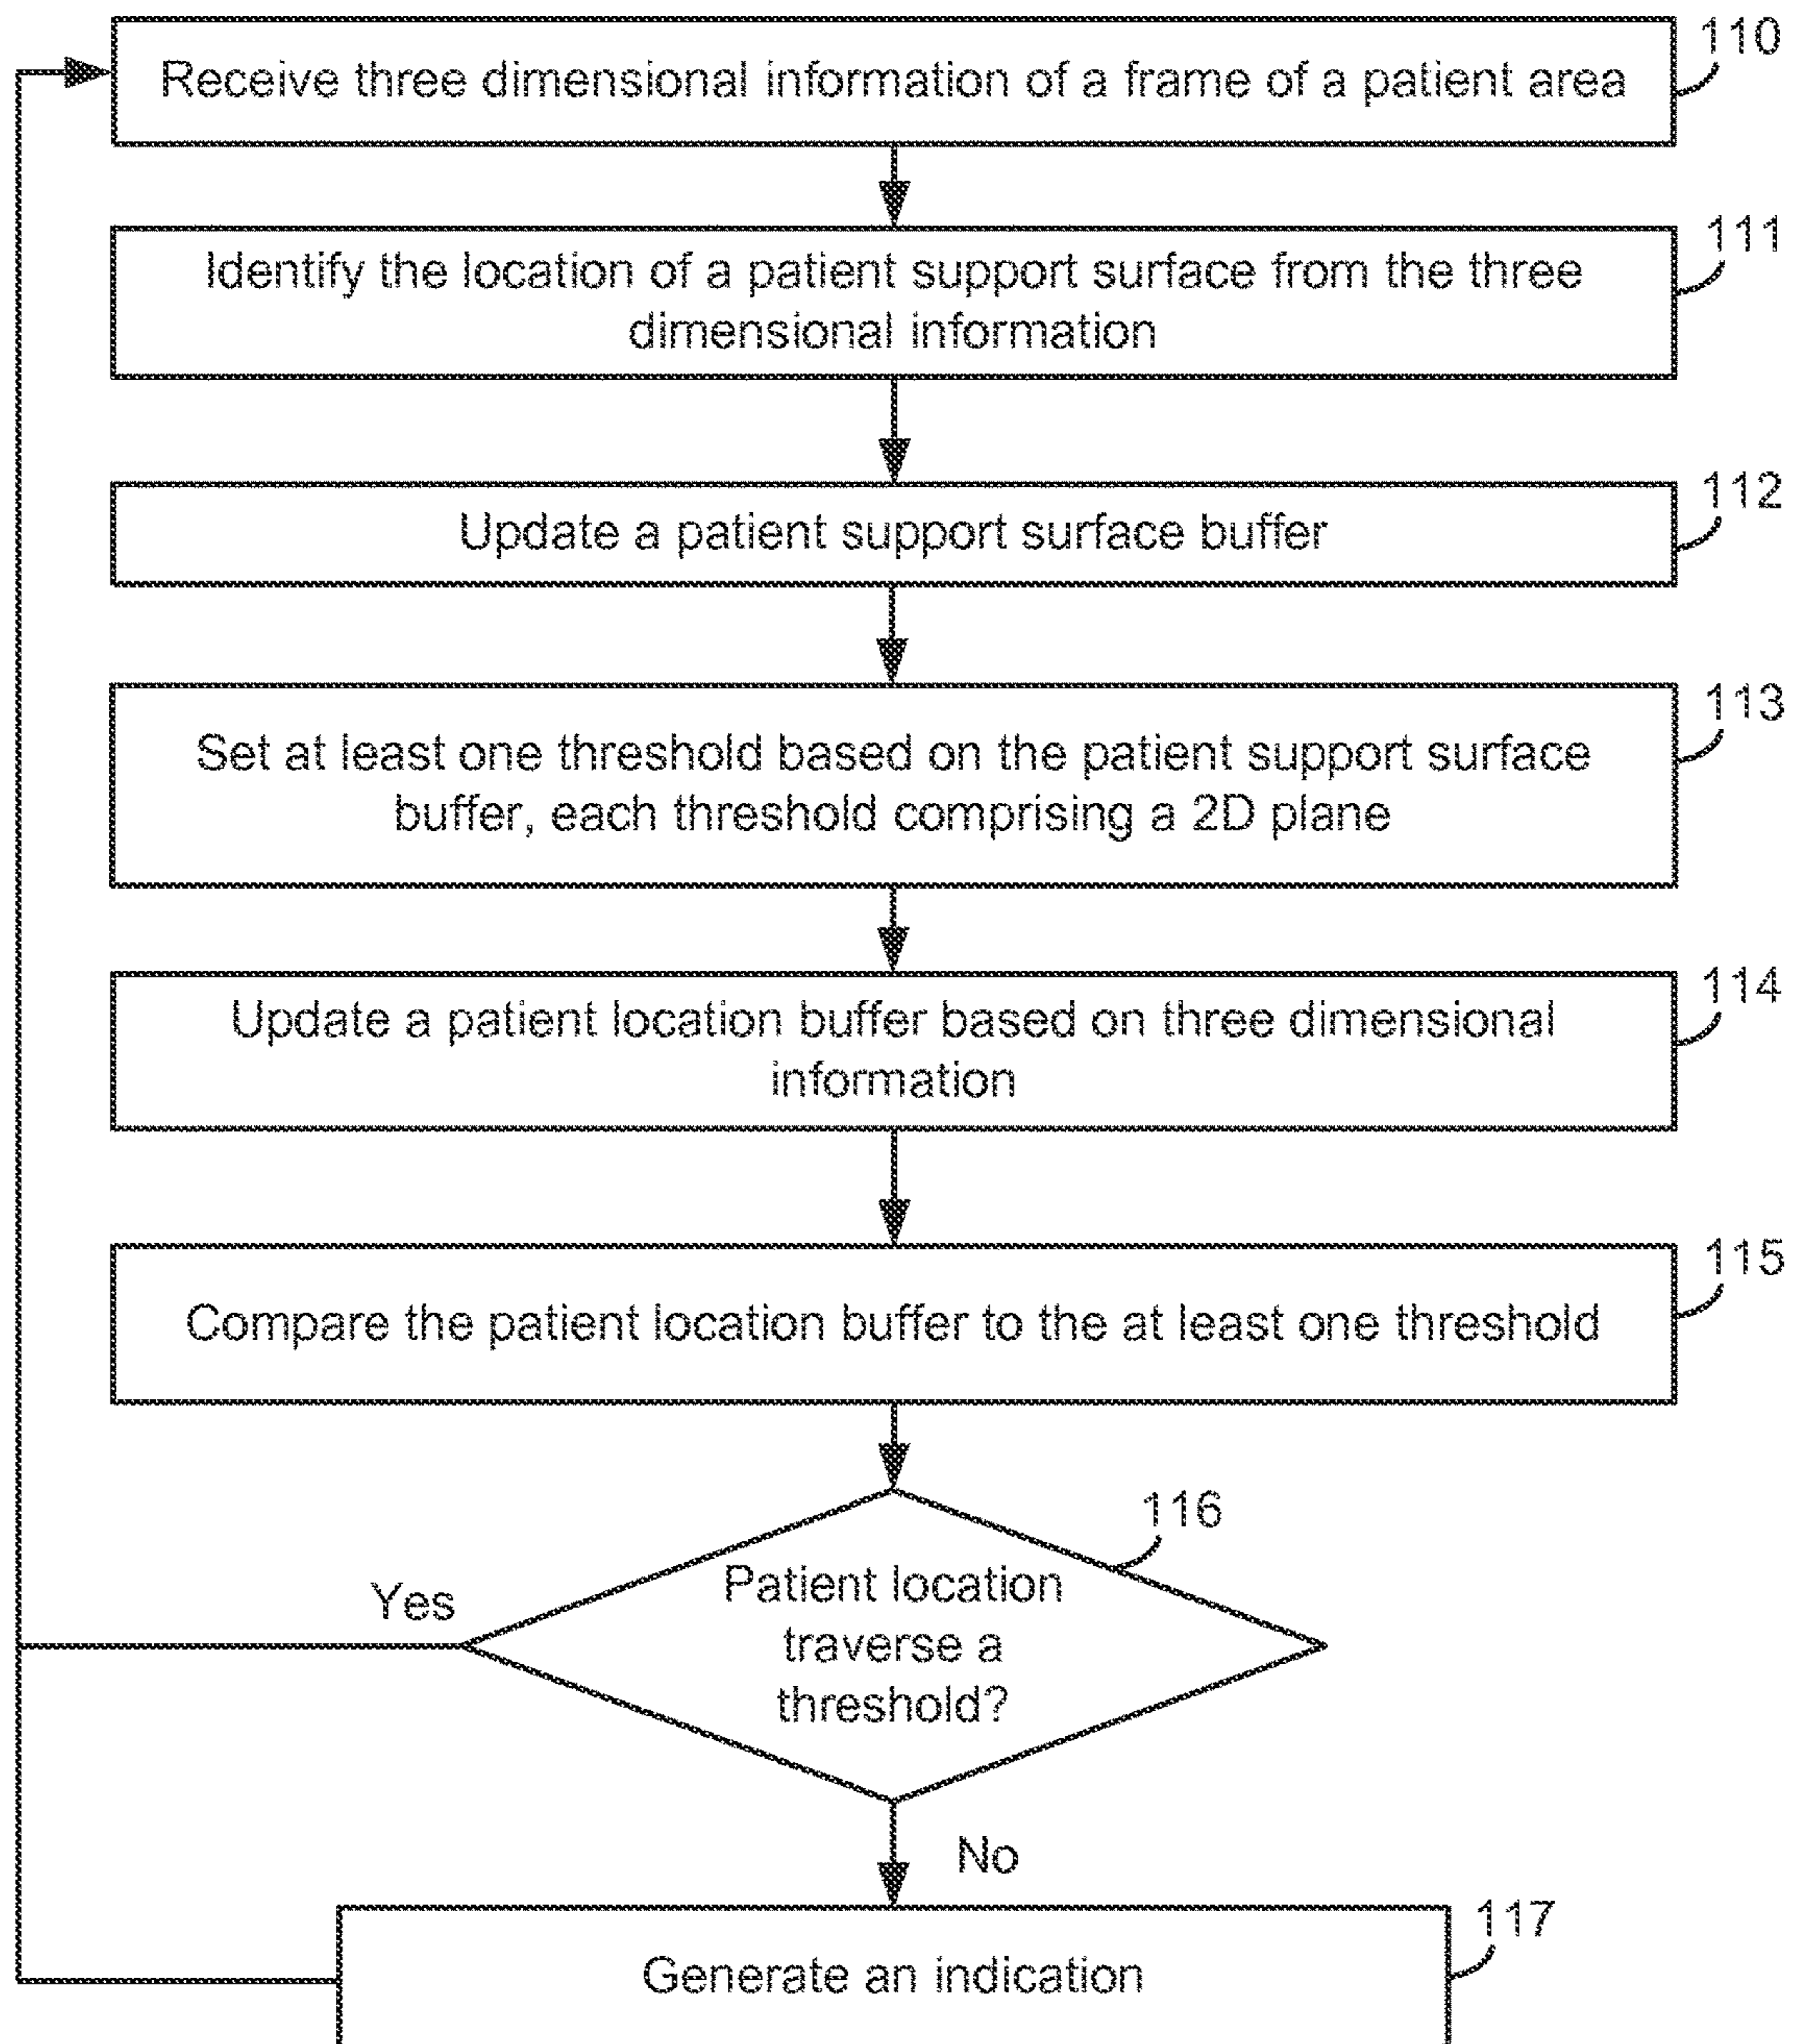 110
Receive three dimensional information of a frame of a patient area
111
Identify the location of a patient support surface from the three
dimensional information
112
Update a patient support surface buffer
113
Set at least one threshold based on the patient support surface
buffer, each threshold comprising a 2D plane
114
Update a patient location buffer based on three dimensional
information
115
Compare the patient location buffer to the at least one threshold
116
Patient location
traverse a
threshold?
Yes
No
117
Generate an indication